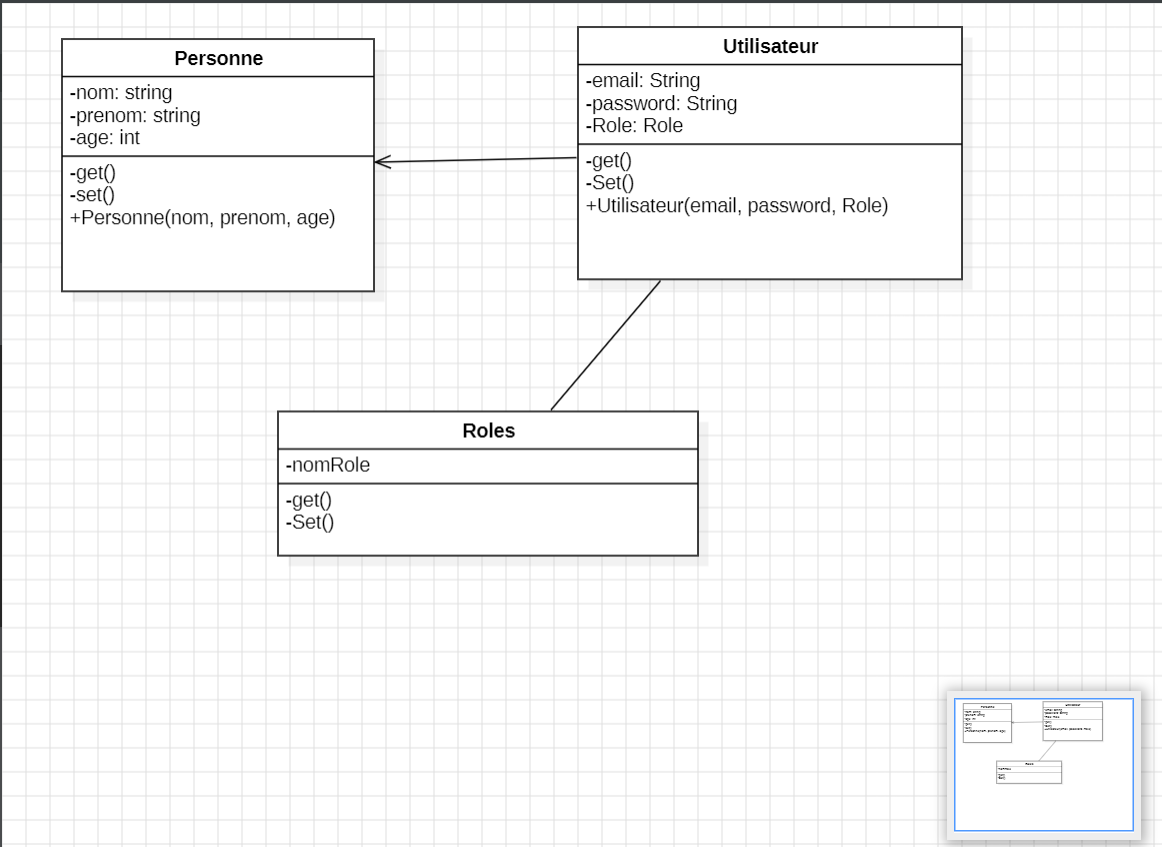 Personne
-nom: string
-prenom: string
-age: int
-get()
-set()
+Personne(nom, prenom, age)
Utilisateur
-email: String
-password: String
-Role: Role
-get()
-Set()
+Utilisateur(email, password, Role)
Roles
-nomRole
-get()
-Set()